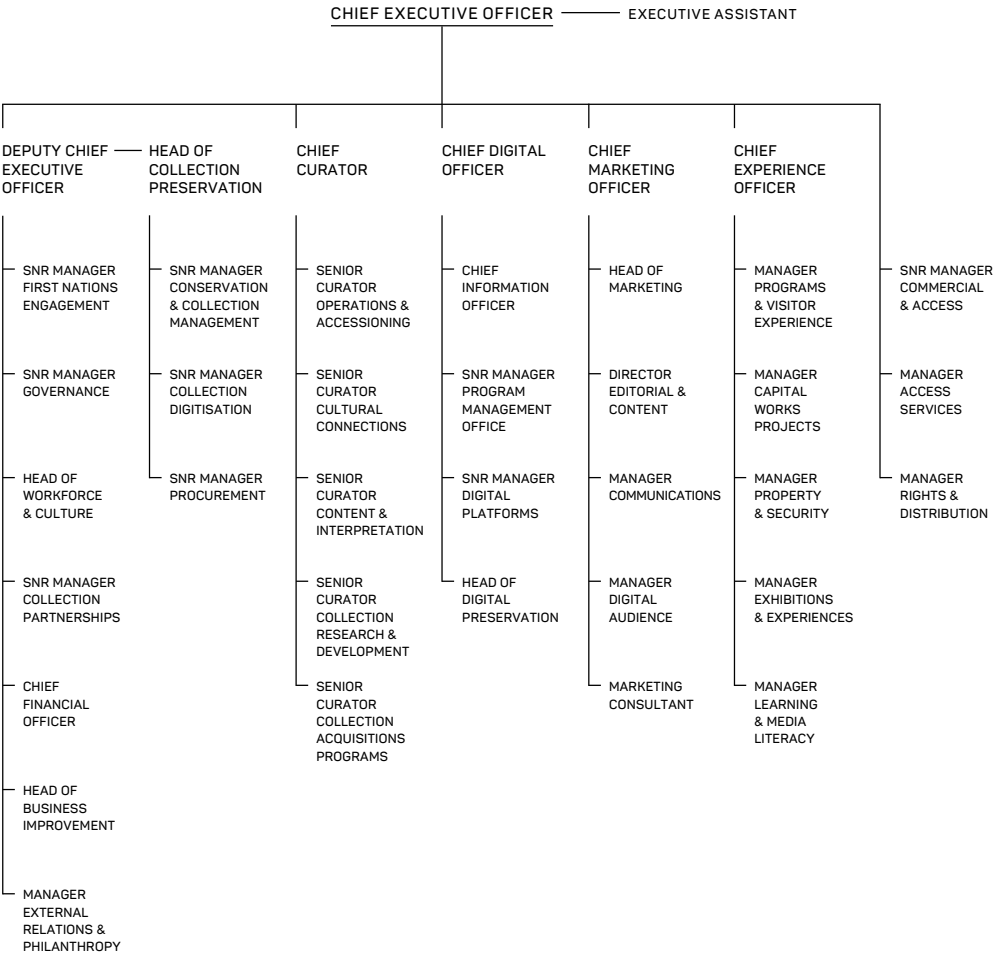 CHIEF EXECUTIVE OFFICER
EXECUTIVE ASSISTANT
DEPUTY CHIEF
EXECUTIVE
OFFICER
HEAD OF
COLLECTION
PRESERVATION
CHIEF
CURATOR
CHIEF DIGITAL
OFFICER
CHIEF
MARKETING
OFFICER
CHIEF
EXPERIENCE
OFFICER
SNR MANAGER
FIRST NATIONS
ENGAGEMENT
SNR MANAGER
GOVERNANCE
HEAD OF
WORKFORCE
& CULTURE
SNR MANAGER
COLLECTION
PARTNERSHIPS
CHIEF
FINANCIAL
OFFICER
HEAD OF
BUSINESS
IMPROVEMENT
MANAGER
EXTERNAL
RELATIONS &
PHILANTHROPY
SNR MANAGER
CONSERVATION
& COLLECTION
MANAGEMENT
SNR MANAGER
COLLECTION
DIGITISATION
SNR MANAGER
PROCUREMENT
SENIOR
CURATOR
OPERATIONS &
ACCESSIONING
SENIOR
CURATOR
CULTURAL
CONNECTIONS
SENIOR
CURATOR
CONTENT &
INTERPRETATION
SENIOR
CURATOR
COLLECTION
RESEARCH &
DEVELOPMENT
SENIOR
CURATOR
COLLECTION
ACQUISITIONS
PROGRAMS
CHIEF
INFORMATION
OFFICER
SNR MANAGER
PROGRAM
MANAGEMENT
OFFICE
SNR MANAGER
DIGITAL
PLATFORMS
HEAD OF
DIGITAL
PRESERVATION
HEAD OF
MARKETING
DIRECTOR
EDITORIAL &
CONTENT
MANAGER
COMMUNICATIONS
MANAGER
DIGITAL
AUDIENCE
MARKETING
CONSULTANT
MANAGER
PROGRAMS
& VISITOR
EXPERIENCE
MANAGER
CAPITAL
WORKS
PROJECTS
MANAGER
PROPERTY
& SECURITY
MANAGER
EXHIBITIONS
& EXPERIENCES
MANAGER
LEARNING
& MEDIA
LITERACY
SNR MANAGER
COMMERCIAL
& ACCESS
MANAGER
ACCESS
SERVICES
MANAGER
RIGHTS &
DISTRIBUTION